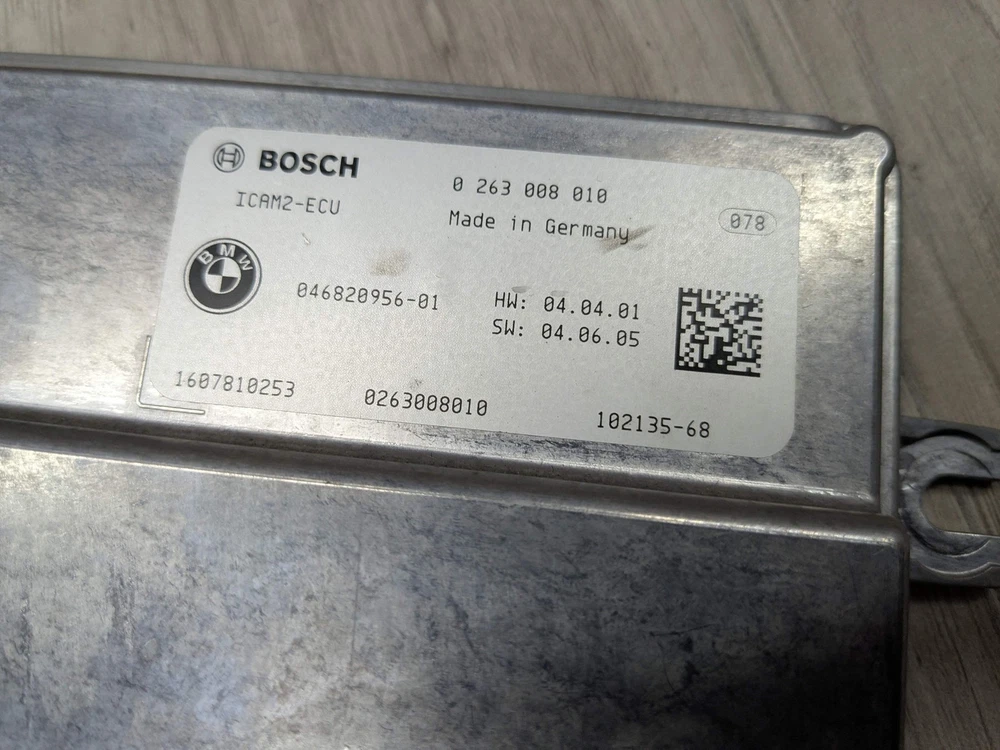 BOSCH
0 263 008 010
ICAM2-ECU
Made in Germany
078
BMW
046820956-01
HW: 04.04.01
SW: 04.06.05
1607810253
0263008010
102135-68